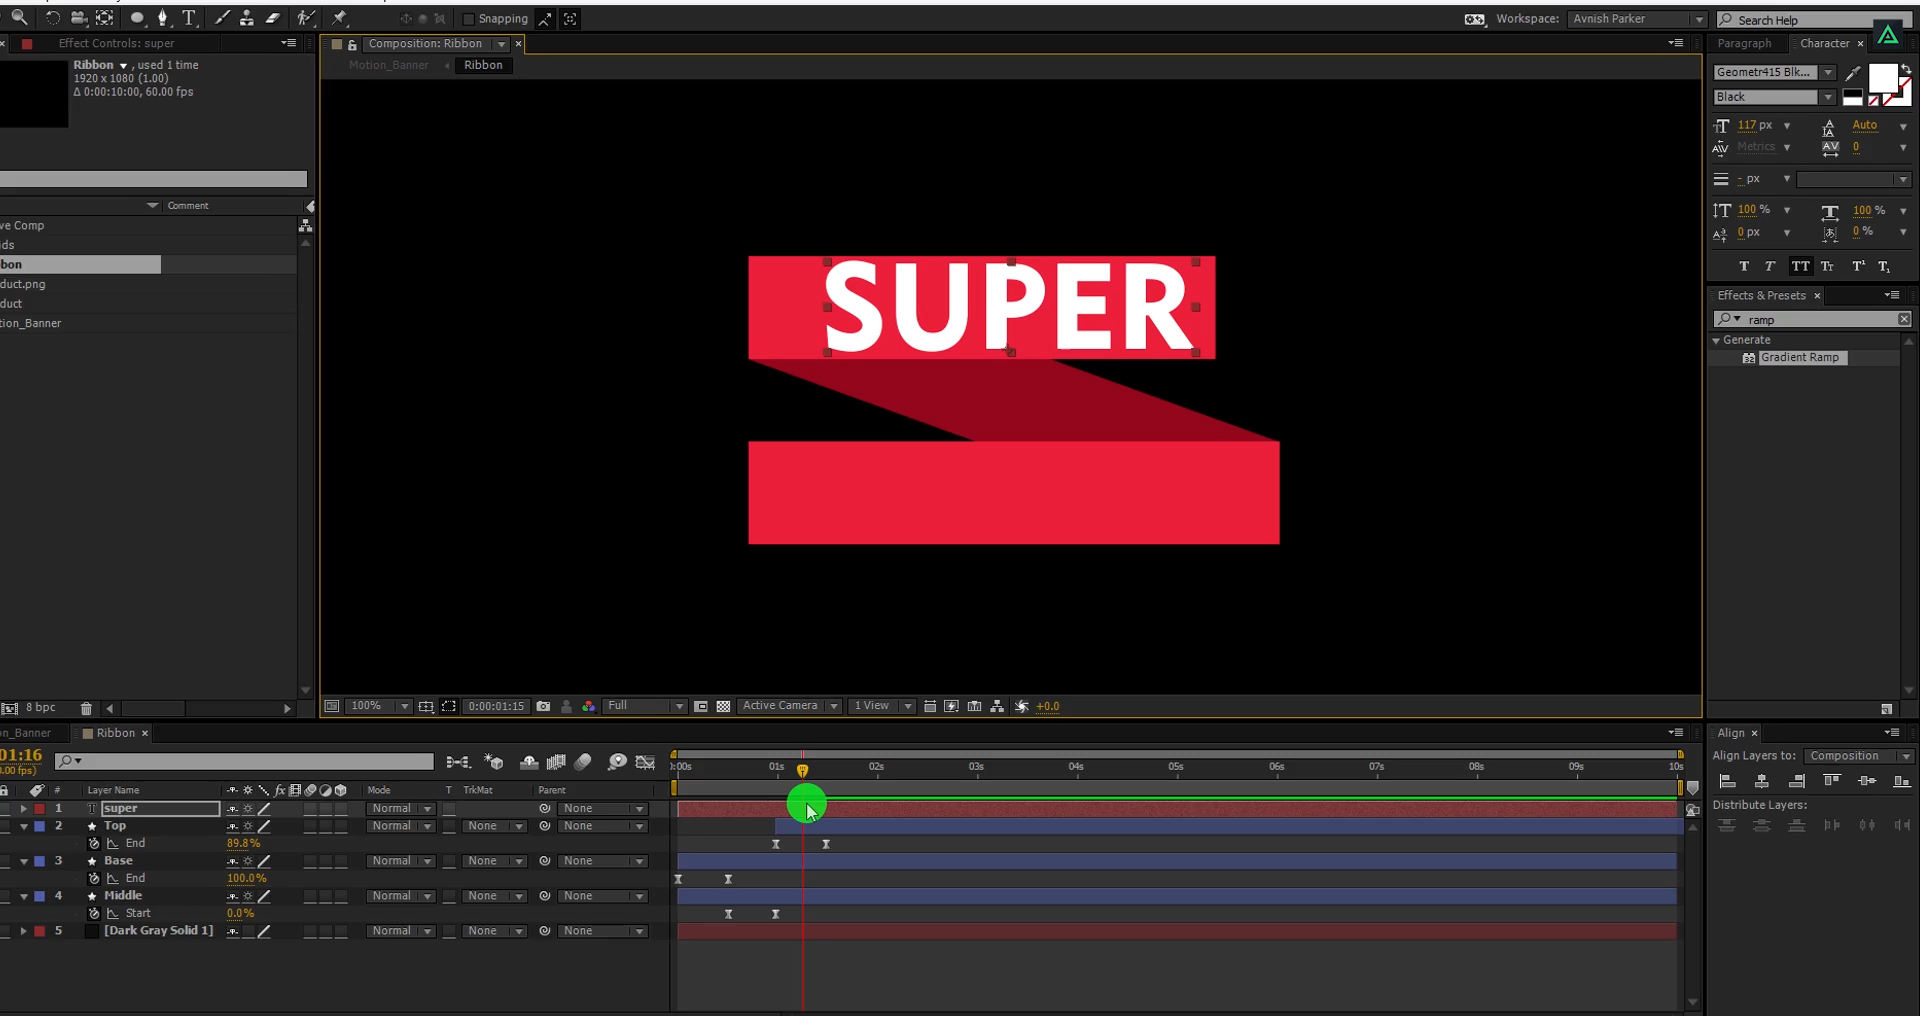 Snapping
Workspace: Avnish Parker
Search Help
Effect Controls: super
Composition: Ribbon
Paragraph
Character
Ribbon , used 1 time
1920 x 1080 (1.00)
Δ 0:00:10:00, 60.00 fps
Motion_Banner
Ribbon
Geometr415 Blk...
Black
117 px
Auto
Metrics
0
- px
100 %
100 %
0 px
0 %
T T TT Tr T¹ T₁
Effects & Presets
ramp
Generate
Gradient Ramp
Comment
ve Comp
ids
bon
duct.png
duct
tion_Banner
SUPER
8 bpc
100%
0:00:01:15
Full
Active Camera
1 View
+0.0
on_Banner
Ribbon
Align
Align Layers to: Composition
Distribute Layers:
01:16
0.00 fps)
:00s 01s 02s 03s 04s 05s 06s 07s 08s 09s 10s
# Layer Name Mode T TrkMat Parent
1 super Normal None
2 Top Normal None None
End 89.8%
3 Base Normal None None
End 100.0%
4 Middle Normal None None
Start 0.0%
5 [Dark Gray Solid 1] Normal None None